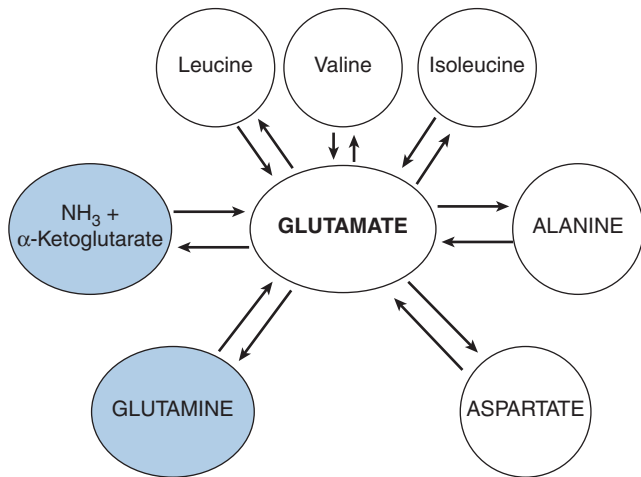 Leucine
Valine
Isoleucine
NH₃ +
α-Ketoglutarate
GLUTAMATE
ALANINE
GLUTAMINE
ASPARTATE